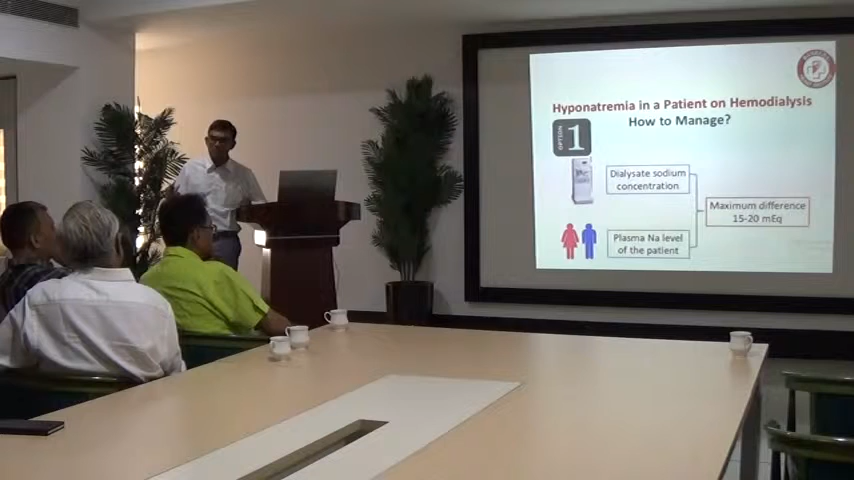 Hyponatremia in a Patient on Hemodialysis
How to Manage?
OPTION
1
Dialysate sodium
concentration
Maximum difference
15-20 mEq
Plasma Na level
of the patient